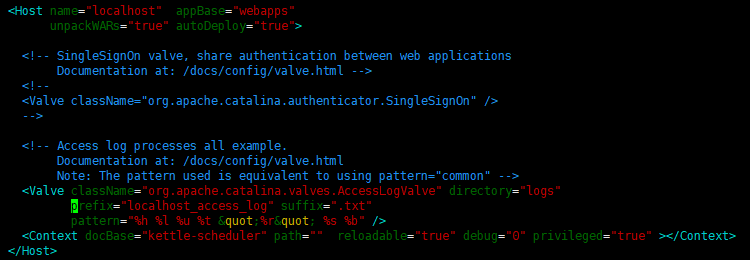 <Host name="localhost"  appBase="webapps"
      unpackWARs="true" autoDeploy="true">

  <!-- SingleSignOn valve, share authentication between web applications
       Documentation at: /docs/config/valve.html -->
  <!--
  <Valve className="org.apache.catalina.authenticator.SingleSignOn" />
  -->

  <!-- Access log processes all example.
       Documentation at: /docs/config/valve.html
       Note: The pattern used is equivalent to using pattern="common" -->
  <Valve className="org.apache.catalina.valves.AccessLogValve" directory="logs"
         prefix="localhost_access_log" suffix=".txt"
         pattern="%h %l %u %t &quot;%r&quot; %s %b" />
  <Context docBase="kettle-scheduler" path=""  reloadable="true" debug="0" privileged="true" ></Context>
</Host>